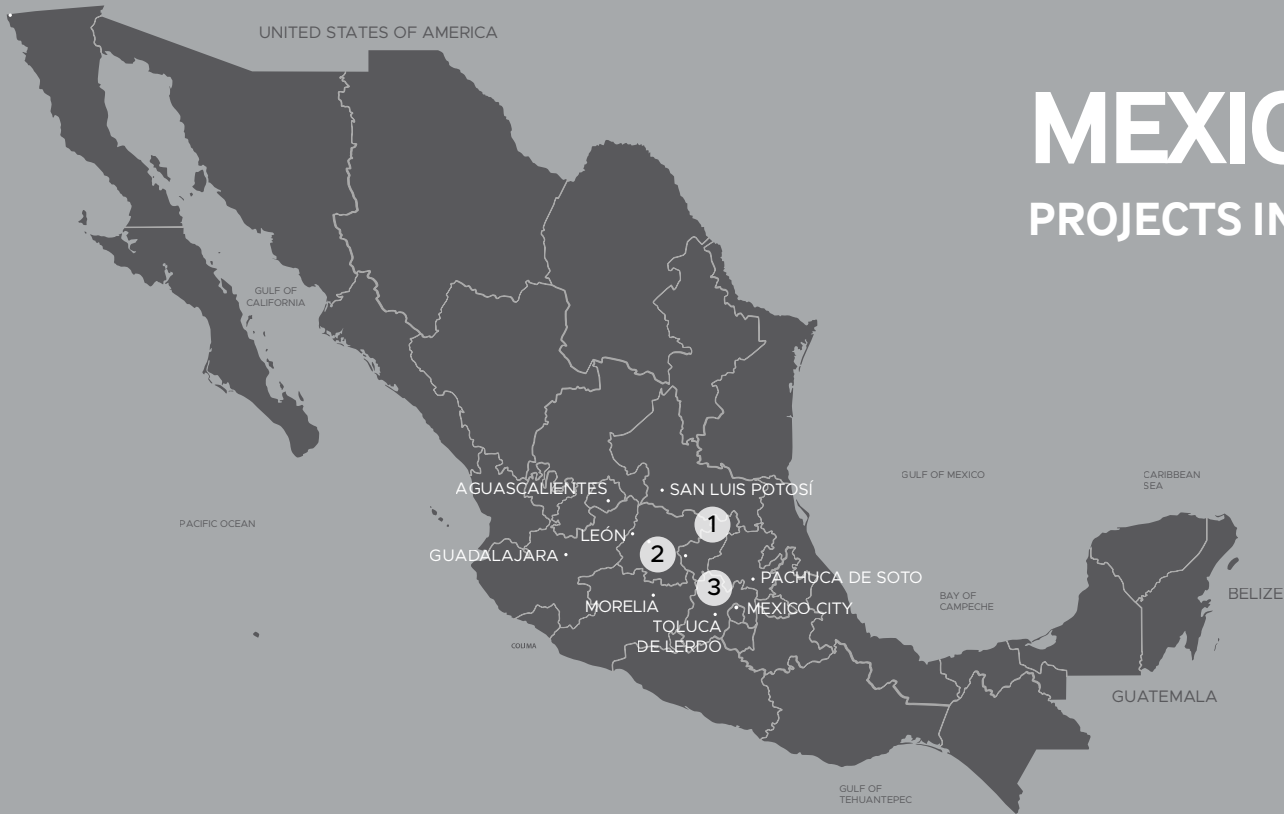 UNITED STATES OF AMERICA
MEXIC
PROJECTS IN
GULF OF
CALIFORNIA
GULF OF MEXICO
CARIBBEAN
SEA
AGUASCALIENTES
SAN LUIS POTOSÍ
PACIFIC OCEAN
1
LEÓN
2
GUADALAJARA
3
PACHUCA DE SOTO
BAY OF
CAMPECHE
BELIZE
MORELIA
MEXICO CITY
TOLUCA
DE LERDO
COLIMA
GUATEMALA
GULF OF
TEHUANTEPEC